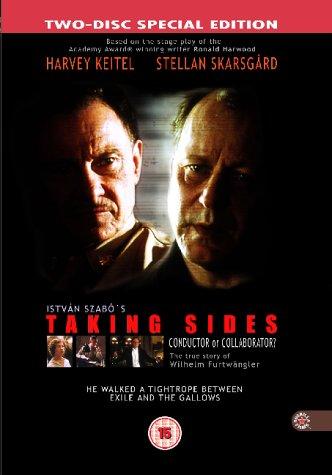 TWO-DISC SPECIAL EDITION
Based on the stage play of the
Academy Award® winning writer Ronald Harwood
HARVEY KEITEL STELLAN SKARSGÅRD
ISTVÁN SZABÓ´S
TAKING SIDES
CONDUCTOR or COLLABORATOR?
The true story of
Wilhelm Furtwängler
HE WALKED A TIGHTROPE BETWEEN
EXILE AND THE GALLOWS
15